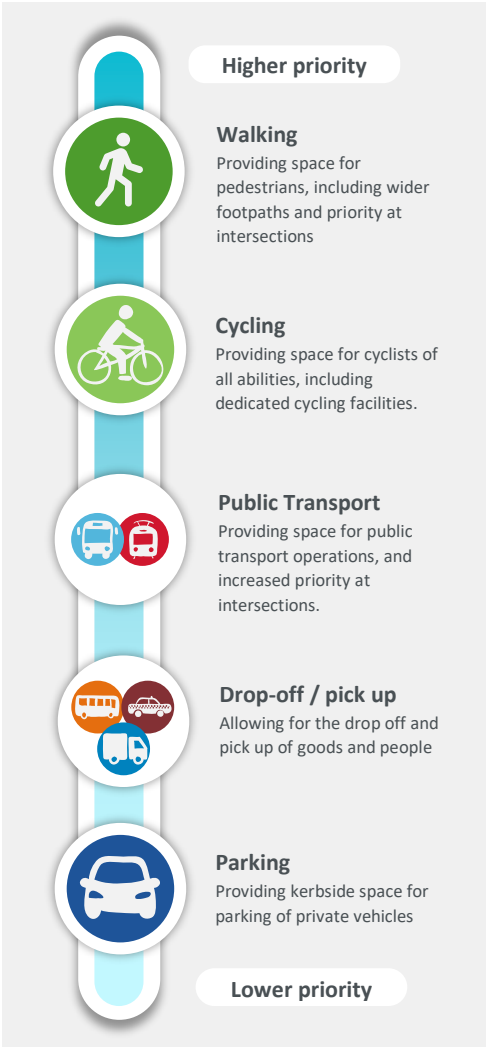 Higher priority
Walking
Providing space for
pedestrians, including wider
footpaths and priority at
intersections
Cycling
Providing space for cyclists of
all abilities, including
dedicated cycling facilities.
Public Transport
Providing space for public
transport operations, and
increased priority at
intersections.
Drop-off / pick up
Allowing for the drop off and
pick up of goods and people
Parking
Providing kerbside space for
parking of private vehicles
Lower priority